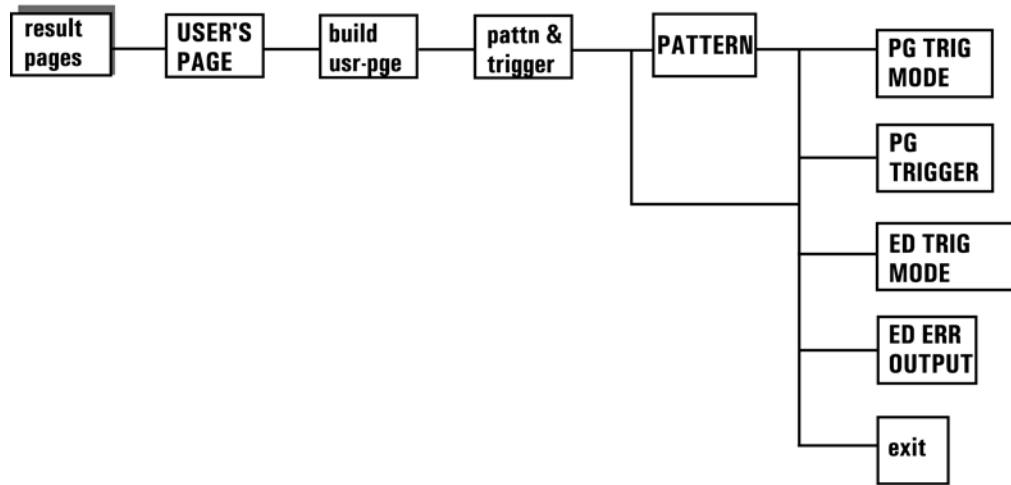 result
pages
USER'S
PAGE
build
usr-pge
pattn &
trigger
PATTERN
PG TRIG
MODE
PG
TRIGGER
ED TRIG
MODE
ED ERR
OUTPUT
exit